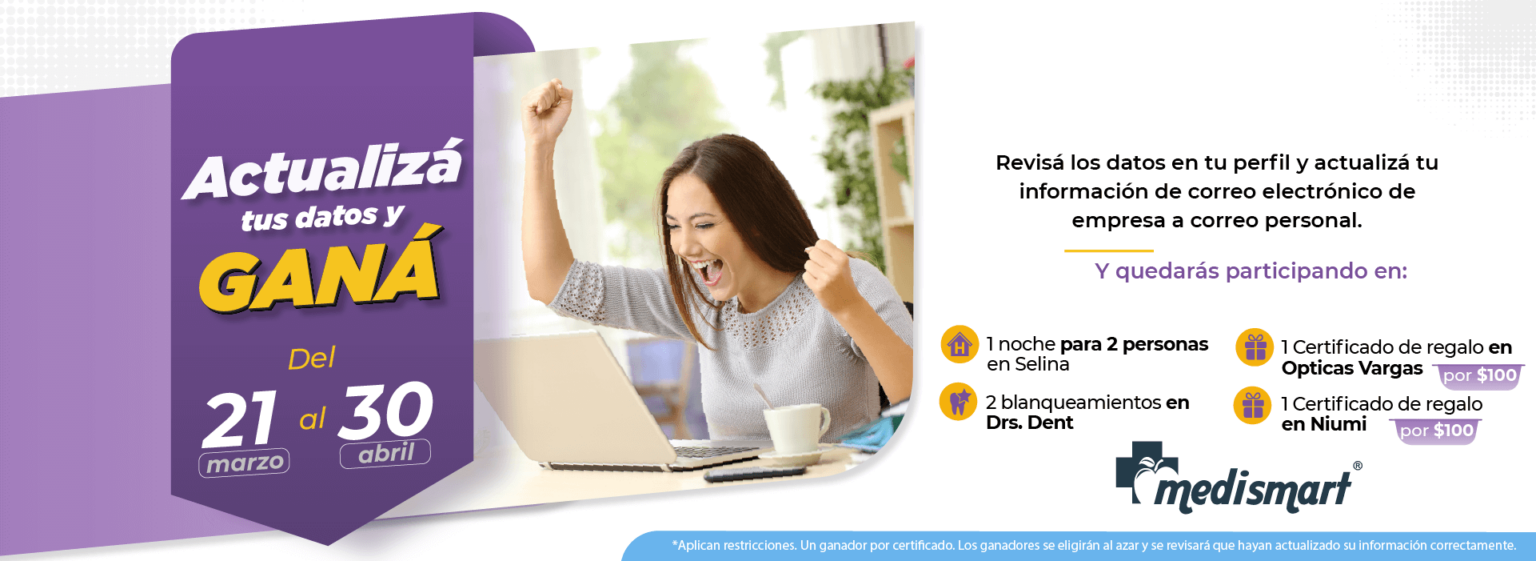 Actualizá
tus datos y
GANÁ
Del
21 al 30
marzo abril
Revisá los datos en tu perfil y actualizá tu
información de correo electrónico de
empresa a correo personal.
Y quedarás participando en:
1 noche para 2 personas
en Selina
2 blanqueamientos en
Drs. Dent
1 Certificado de regalo en
Opticas Vargas por $100
1 Certificado de regalo
en Niumi por $100
medismart®
*Aplican restricciones. Un ganador por certificado. Los ganadores se eligirán al azar y se revisará que hayan actualizado su información correctamente.